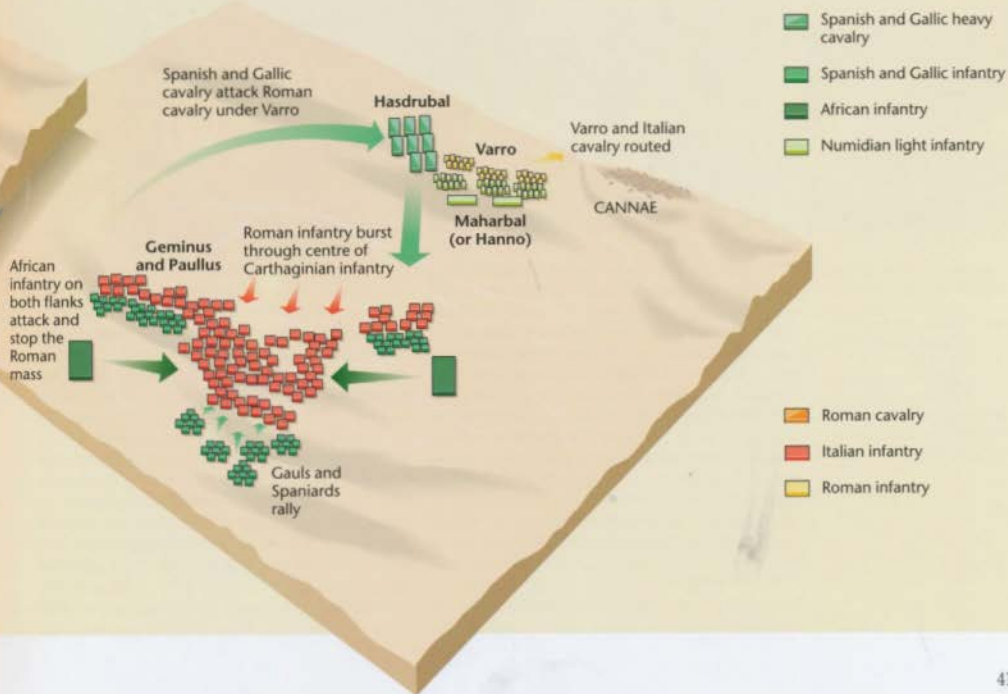 Spanish and Gallic
cavalry attack Roman
cavalry under Varro
Hasdrubal
Varro
Varro and Italian
cavalry routed
CANNAE
Maharbal
(or Hanno)
Geminus
and Paullus
Roman infantry burst
through centre of
Carthaginian infantry
African
infantry on
both flanks
attack and
stop the
Roman
mass
Gauls and
Spaniards
rally
Spanish and Gallic heavy
cavalry
Spanish and Gallic infantry
African infantry
Numidian light infantry
Roman cavalry
Italian infantry
Roman infantry